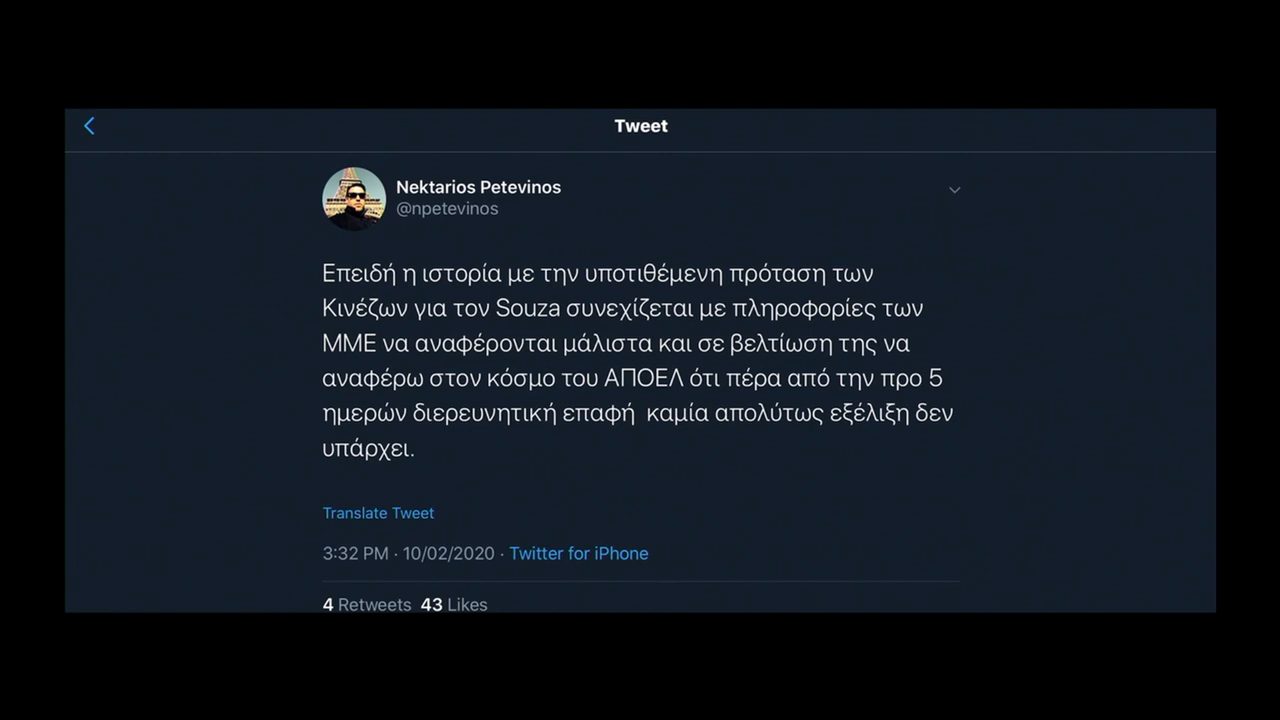 Tweet
Nektarios Petevinos
@npetevinos
Επειδή η ιστορία με την υποτιθέμενη πρόταση των
Κινέζων για τον Souza συνεχίζεται με πληροφορίες των
ΜΜΕ να αναφέρονται μάλιστα και σε βελτίωση της να
αναφέρω στον κόσμο του ΑΠΟΕΛ ότι πέρα από την προ 5
ημερών διερευνητική επαφή  καμία απολύτως εξέλιξη δεν
υπάρχει.
Translate Tweet
3:32 PM · 10/02/2020 · Twitter for iPhone
4 Retweets 43 Likes